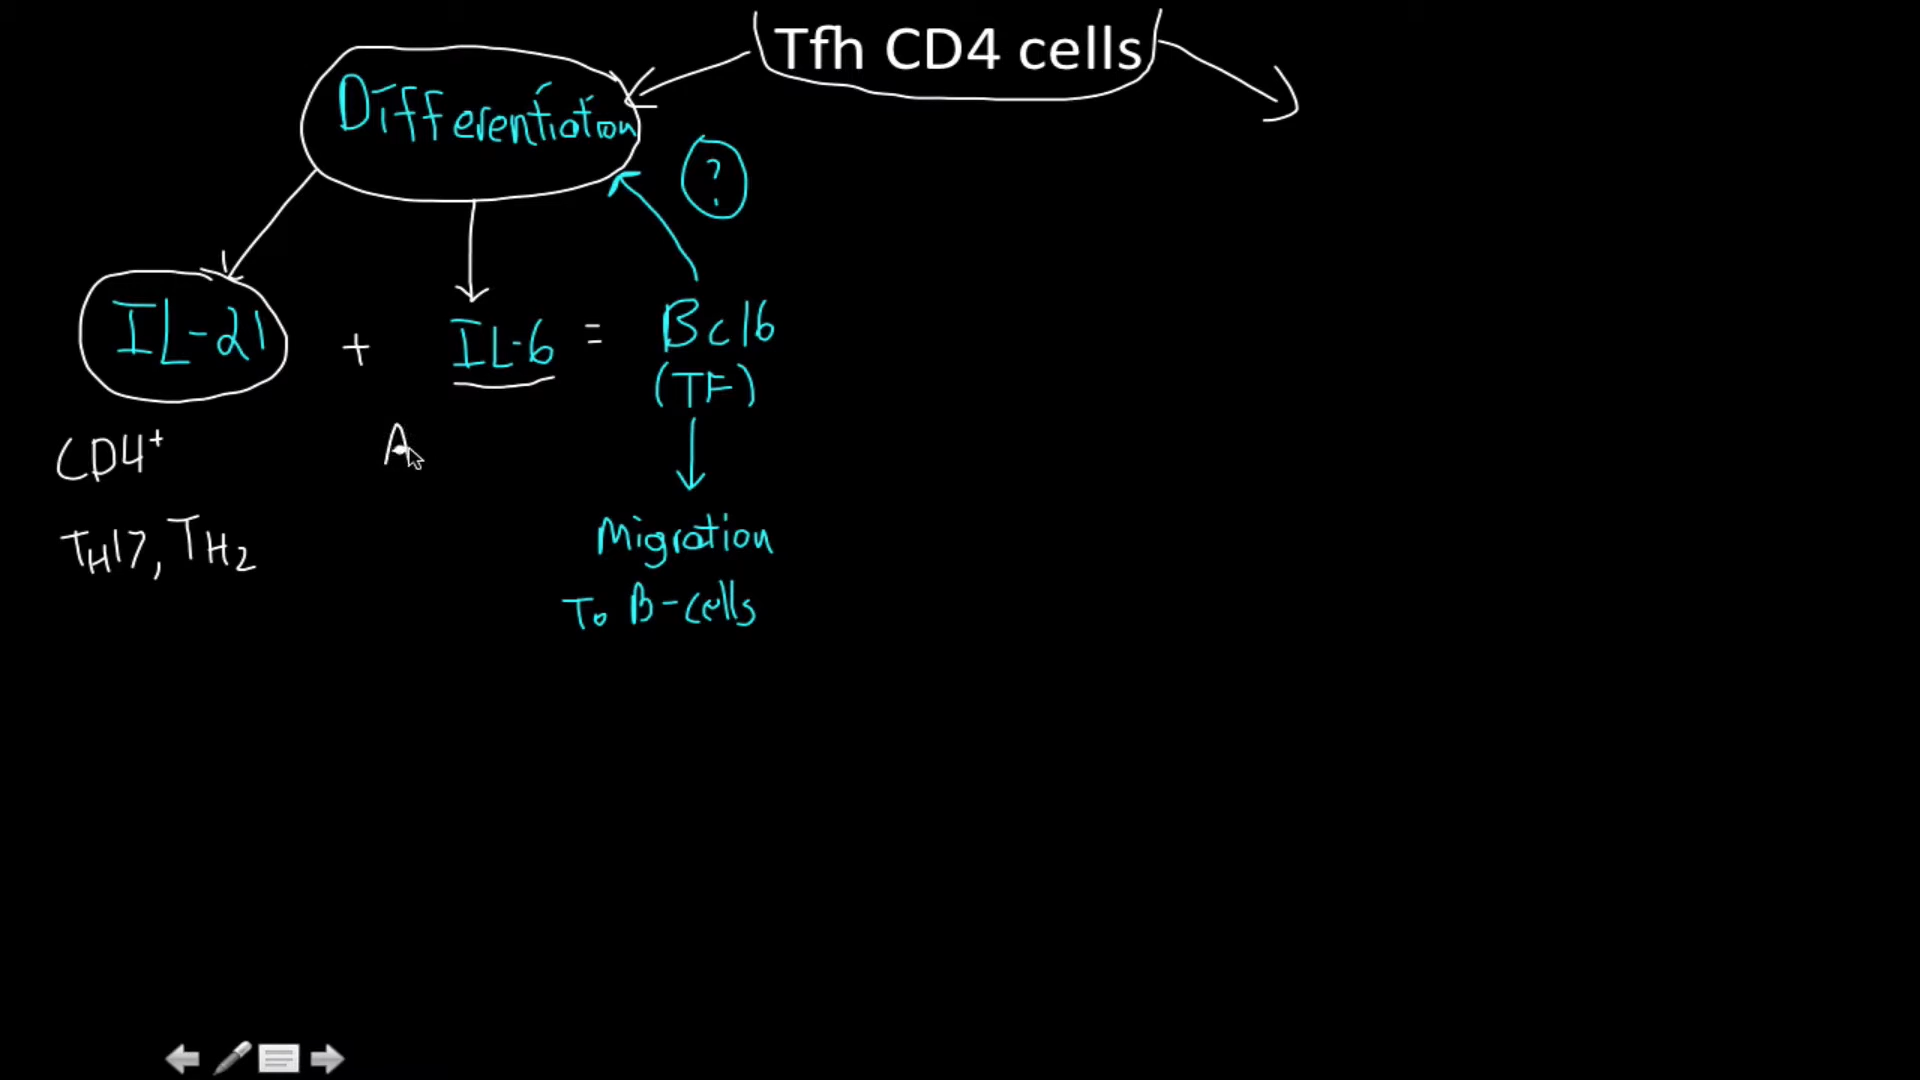 Tfh CD4 cells
Differentiation
?
IL-21 + IL-6 = Bcl6
(TF)
CD4+
A
TH17, TH2
Migration
To B-cells